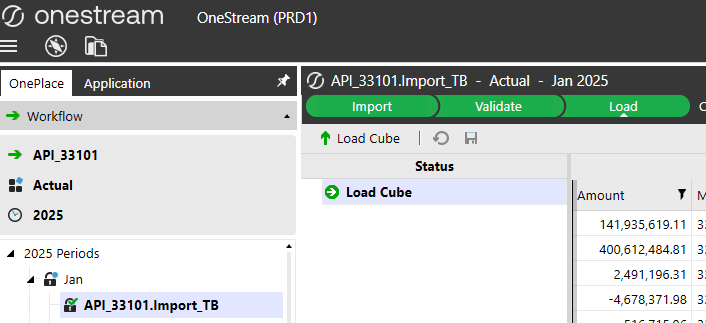 onestream OneStream (PRD1)
OnePlace Application
API_33101.Import_TB - Actual - Jan 2025
Workflow
Import Validate Load
Load Cube
API_33101
Status
Actual
Load Cube
Amount
2025
141,935,619.11
400,612,484.81
2025 Periods
2,491,196.31
Jan
-4,678,371.98
API_33101.Import_TB